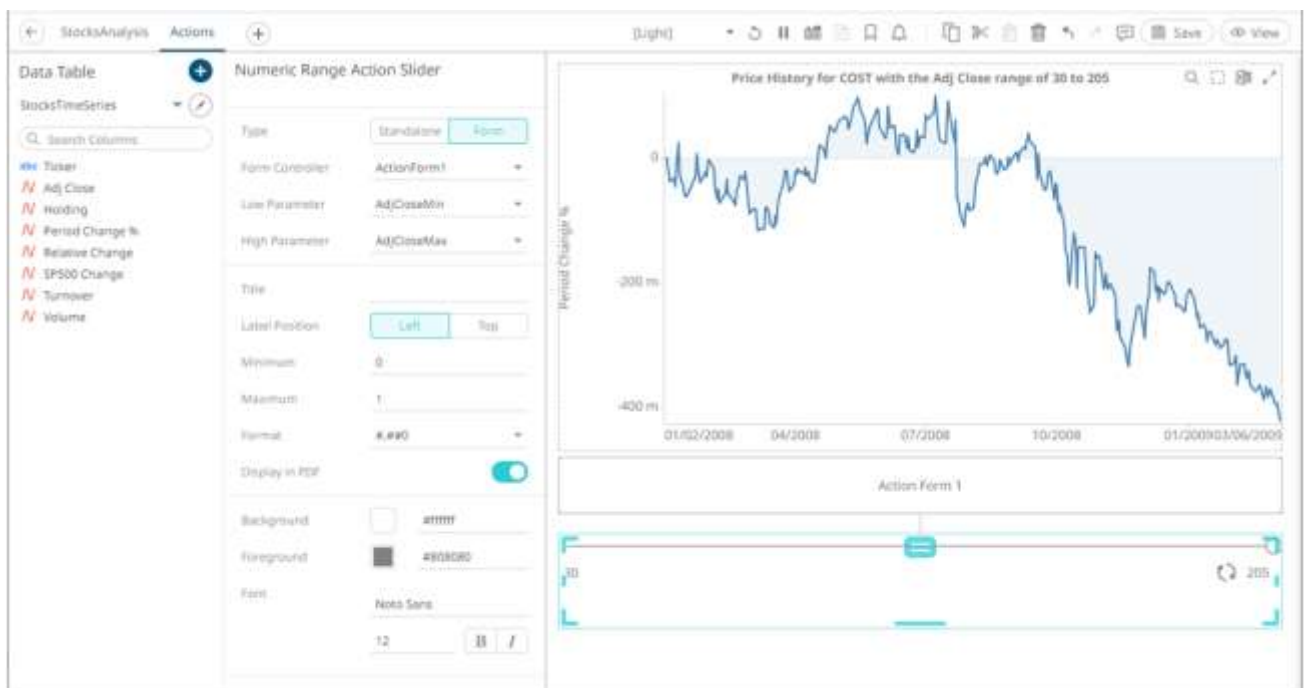 StocksAnalysis Actions
[Light] Save View
Data Table
StocksTimeSeries
Search Columns
abc Ticker
Adj Close
Holding
Period Change %
Relative Change
SP500 Change
Turnover
Volume
Numeric Range Action Slider
Type Standalone Form
Form Controller ActionForm1
Low Parameter AdjCloseMin
High Parameter AdjCloseMax
Title
Label Position Left Top
Minimum 0
Maximum 1
Format #,##0
Display in PDF
Background #ffffff
Foreground #808080
Font Noto Sans
12 B I
Price History for COST with the Adj Close range of 30 to 205
Period Change %
0
-200 m
-400 m
01/02/2008 04/2008 07/2008 10/2008 01/2009 03/06/2009
Action Form 1
30 205